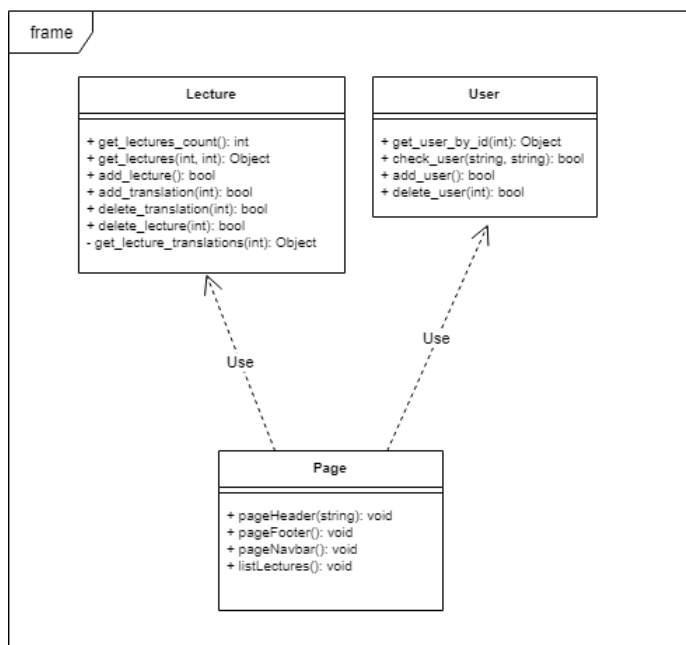 frame
Lecture
+ get_lectures_count(): int
+ get_lectures(int, int): Object
+ add_lecture(): bool
+ add_translation(int): bool
+ delete_translation(int): bool
+ delete_lecture(int): bool
- get_lecture_translations(int): Object
User
+ get_user_by_id(int): Object
+ check_user(string, string): bool
+ add_user(): bool
+ delete_user(int): bool
Use
Use
Page
+ pageHeader(string): void
+ pageFooter(): void
+ pageNavbar(): void
+ listLectures(): void